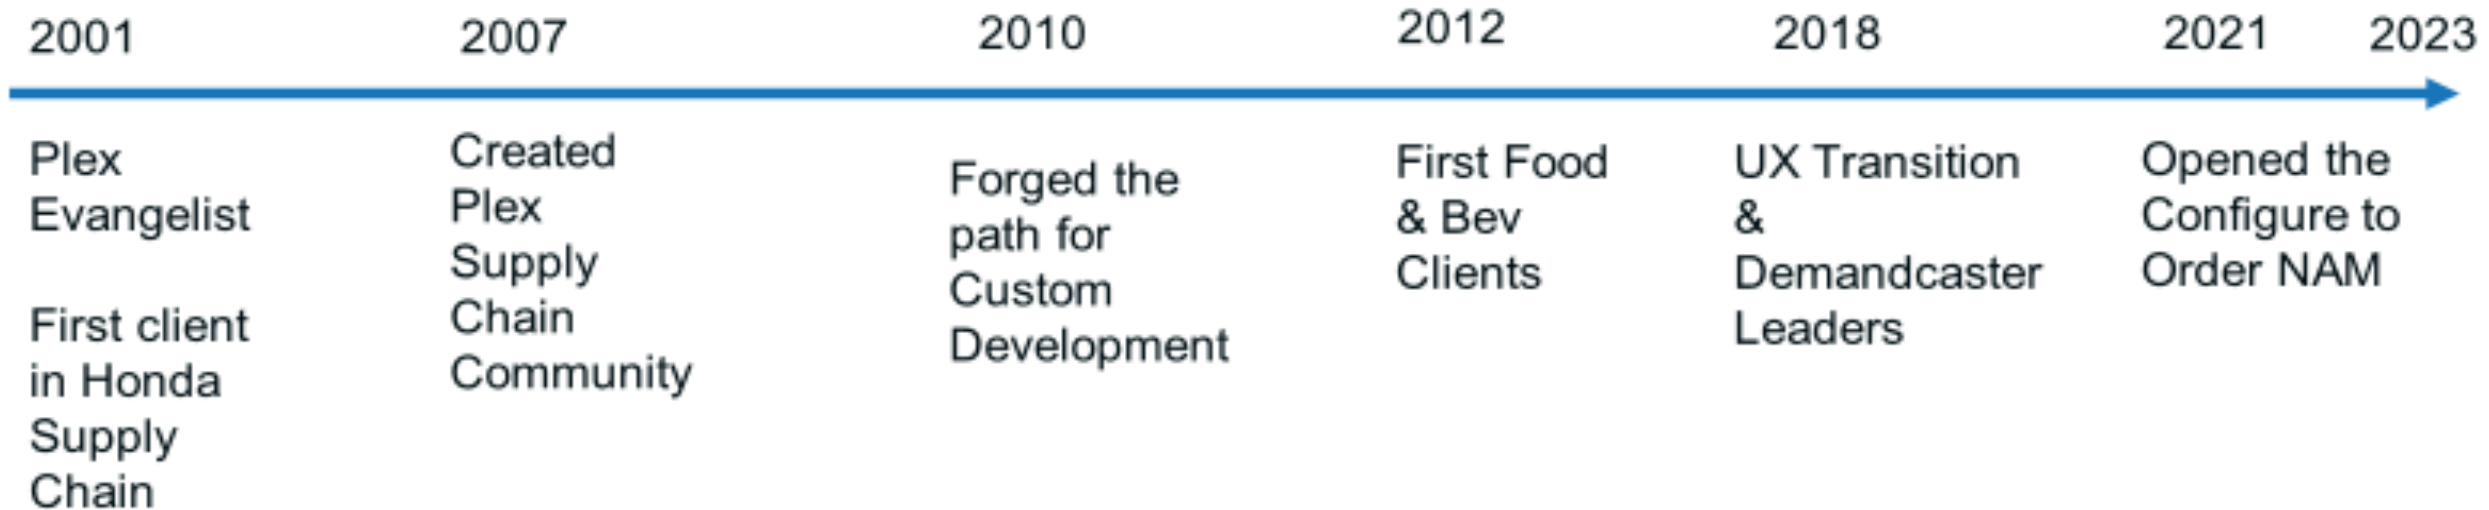 2001
2007
2010
2012
2018
2021
2023
Plex
Evangelist
First client
in Honda
Supply
Chain
Created
Plex
Supply
Chain
Community
Forged the
path for
Custom
Development
First Food
& Bev
Clients
UX Transition
&
Demandcaster
Leaders
Opened the
Configure to
Order NAM